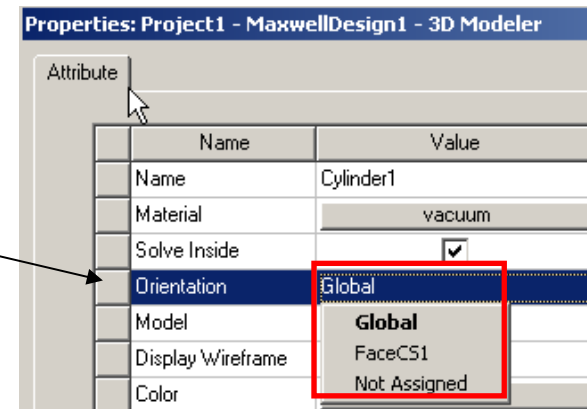 Properties: Project1 - MaxwellDesign1 - 3D Modeler
Attribute
Name Value
Name Cylinder1
Material vacuum
Solve Inside
Orientation Global
Model Global
Display Wireframe FaceCS1
Color Not Assigned